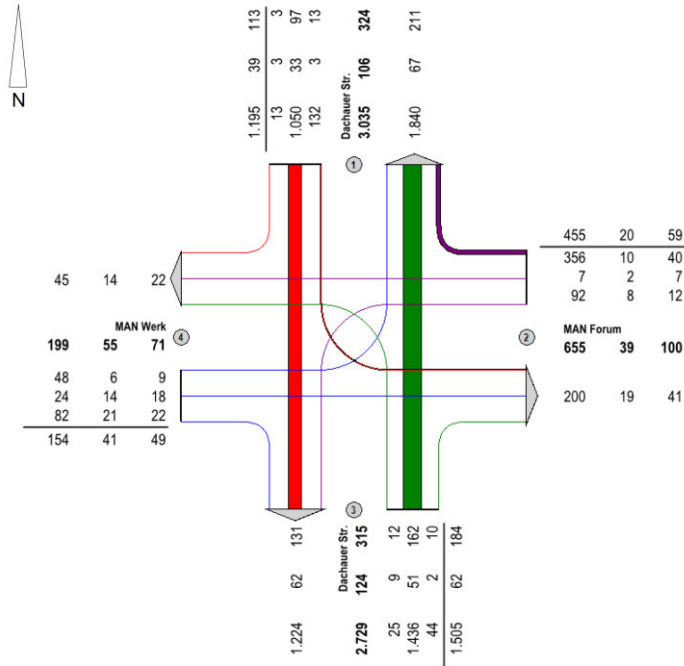 113
39
1.195
3
3
13
97
33
1.050
13
3
132
Dachauer Str.
324
106
3.035
211
67
1.840
N
1
455 20 59
356 10 40
7 2 7
92 8 12
45 14 22
MAN Werk
4
199 55 71
2
MAN Forum
655 39 100
48 6 9
24 14 18
82 21 22
154 41 49
200 19 41
3
131
62
1.224
Dachauer Str.
315
124
2.729
12
9
25
162
51
1.436
10
2
44
184
62
1.505